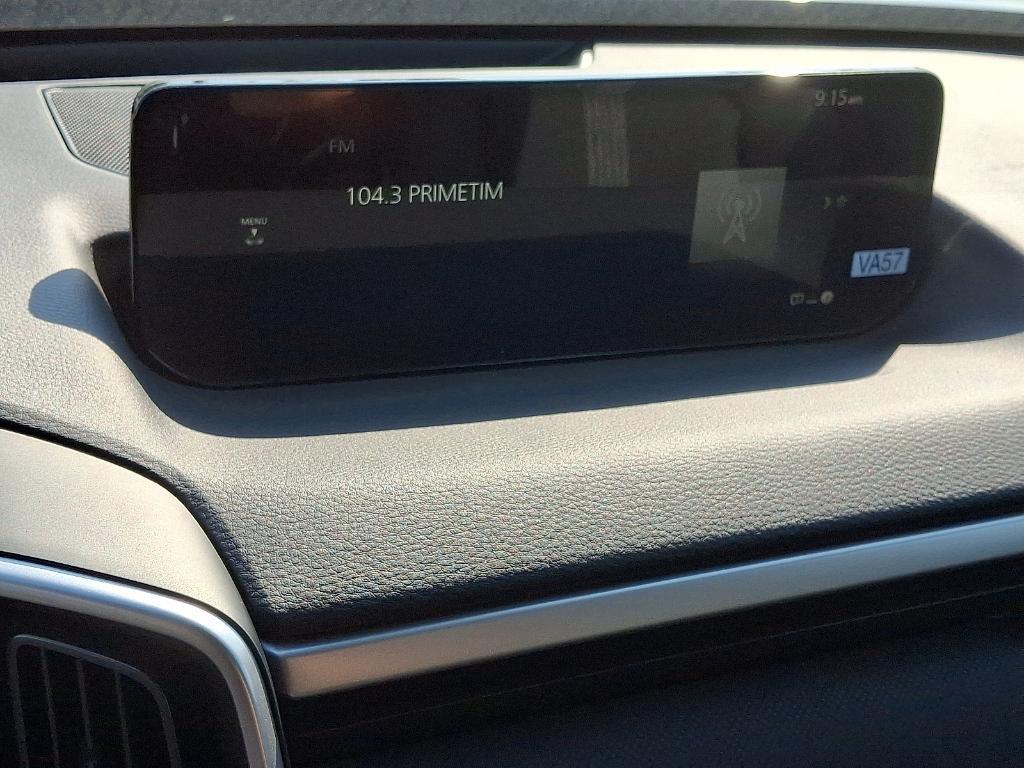 9:15am
FM
104.3 PRIMETIM
MENU
VA57